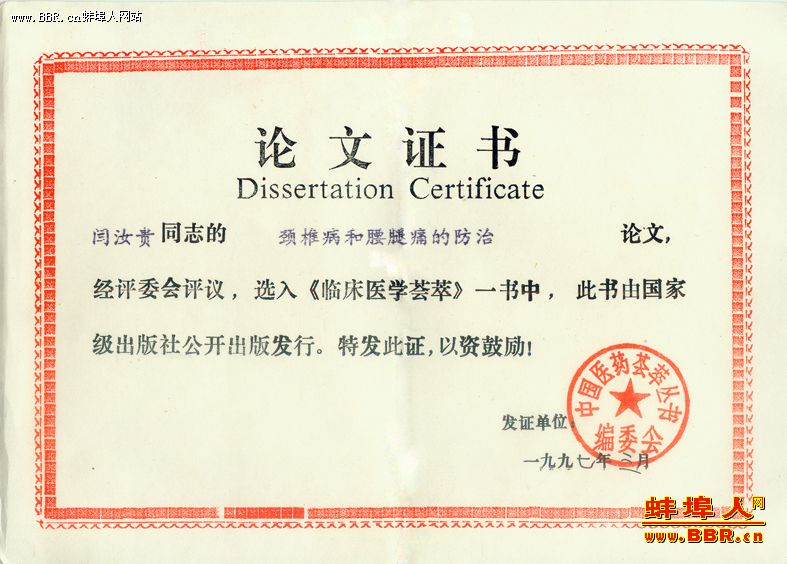 www.BBR.cn蚌埠人网站
论文证书
Dissertation Certificate
闫汝贵同志的 颈椎病和腰腿痛的防治 论文,
经评委会评议，选入《临床医学荟萃》一书中，此书由国家
级出版社公开出版发行。特发此证,以资鼓励!
中国医药荟萃丛书
编委会
发证单位:
一九九七年 月
蚌埠人网
www.BBR.cn